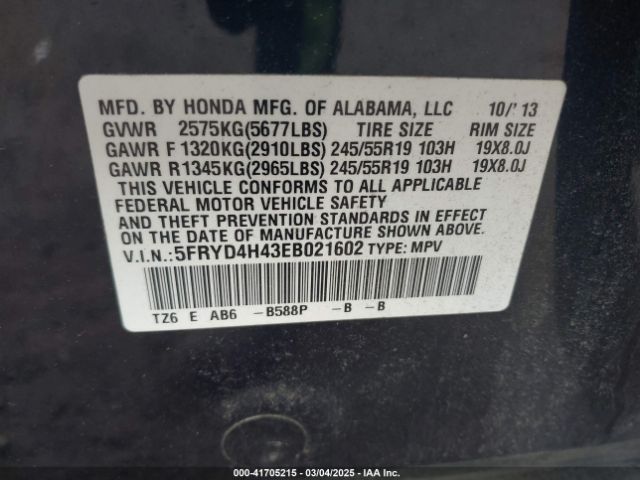 MFD. BY HONDA MFG. OF ALABAMA, LLC 10/'13
GVWR 2575KG(5677LBS) TIRE SIZE RIM SIZE
GAWR F 1320KG(2910LBS) 245/55R19 103H 19X8.0J
GAWR R1345KG(2965LBS) 245/55R19 103H 19X8.0J
THIS VEHICLE CONFORMS TO ALL APPLICABLE
FEDERAL MOTOR VEHICLE SAFETY
AND THEFT PREVENTION STANDARDS IN EFFECT
ON THE DATE OF MANUFACTURE SHOWN ABOVE.
V.I.N.:5FRYD4H43EB021602 TYPE: MPV
TZ6 E AB6 -B588P -B -B
000-41705215 - 03/04/2025 - IAAI.com